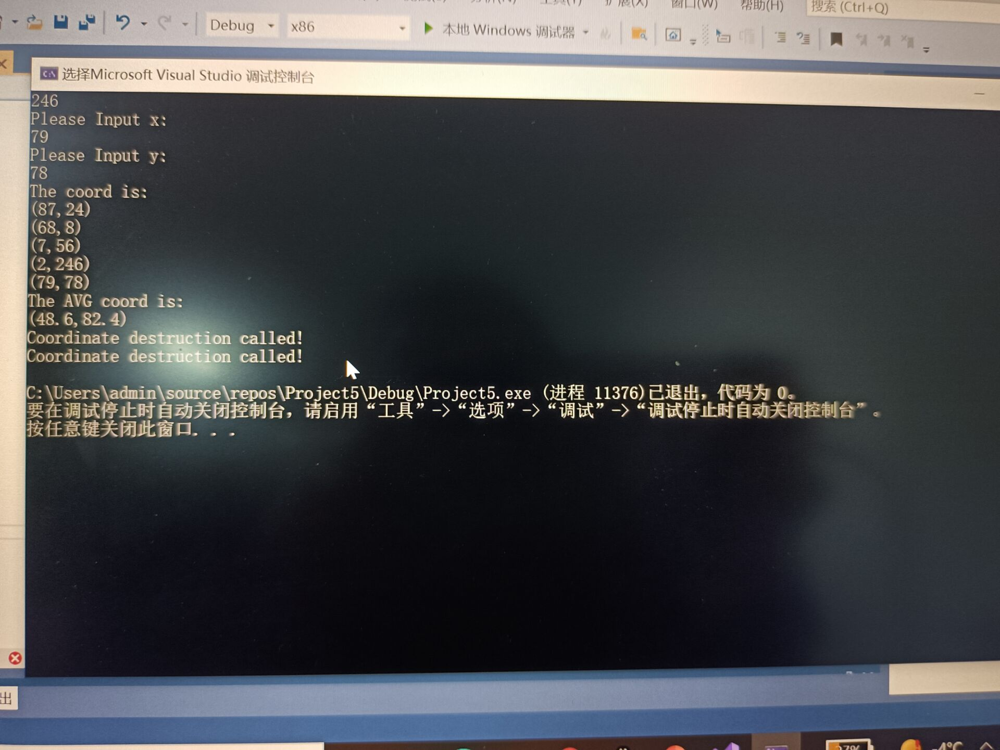 窗口(W) 帮助(H) 搜索 (Ctrl+Q)
Debug x86 本地 Windows 调试器
选择Microsoft Visual Studio 调试控制台
246
Please Input x:
79
Please Input y:
78
The coord is:
(87,24)
(68,8)
(7,56)
(2,246)
(79,78)
The AVG coord is:
(48.6,82.4)
Coordinate destruction called!
Coordinate destruction called!
C:\Users\admin\source\repos\Project5\Debug\Project5.exe (进程 11376)已退出，代码为 0。
要在调试停止时自动关闭控制台，请启用“工具”->“选项”->“调试”->“调试停止时自动关闭控制台”。
按任意键关闭此窗口. . .
出
-4°C